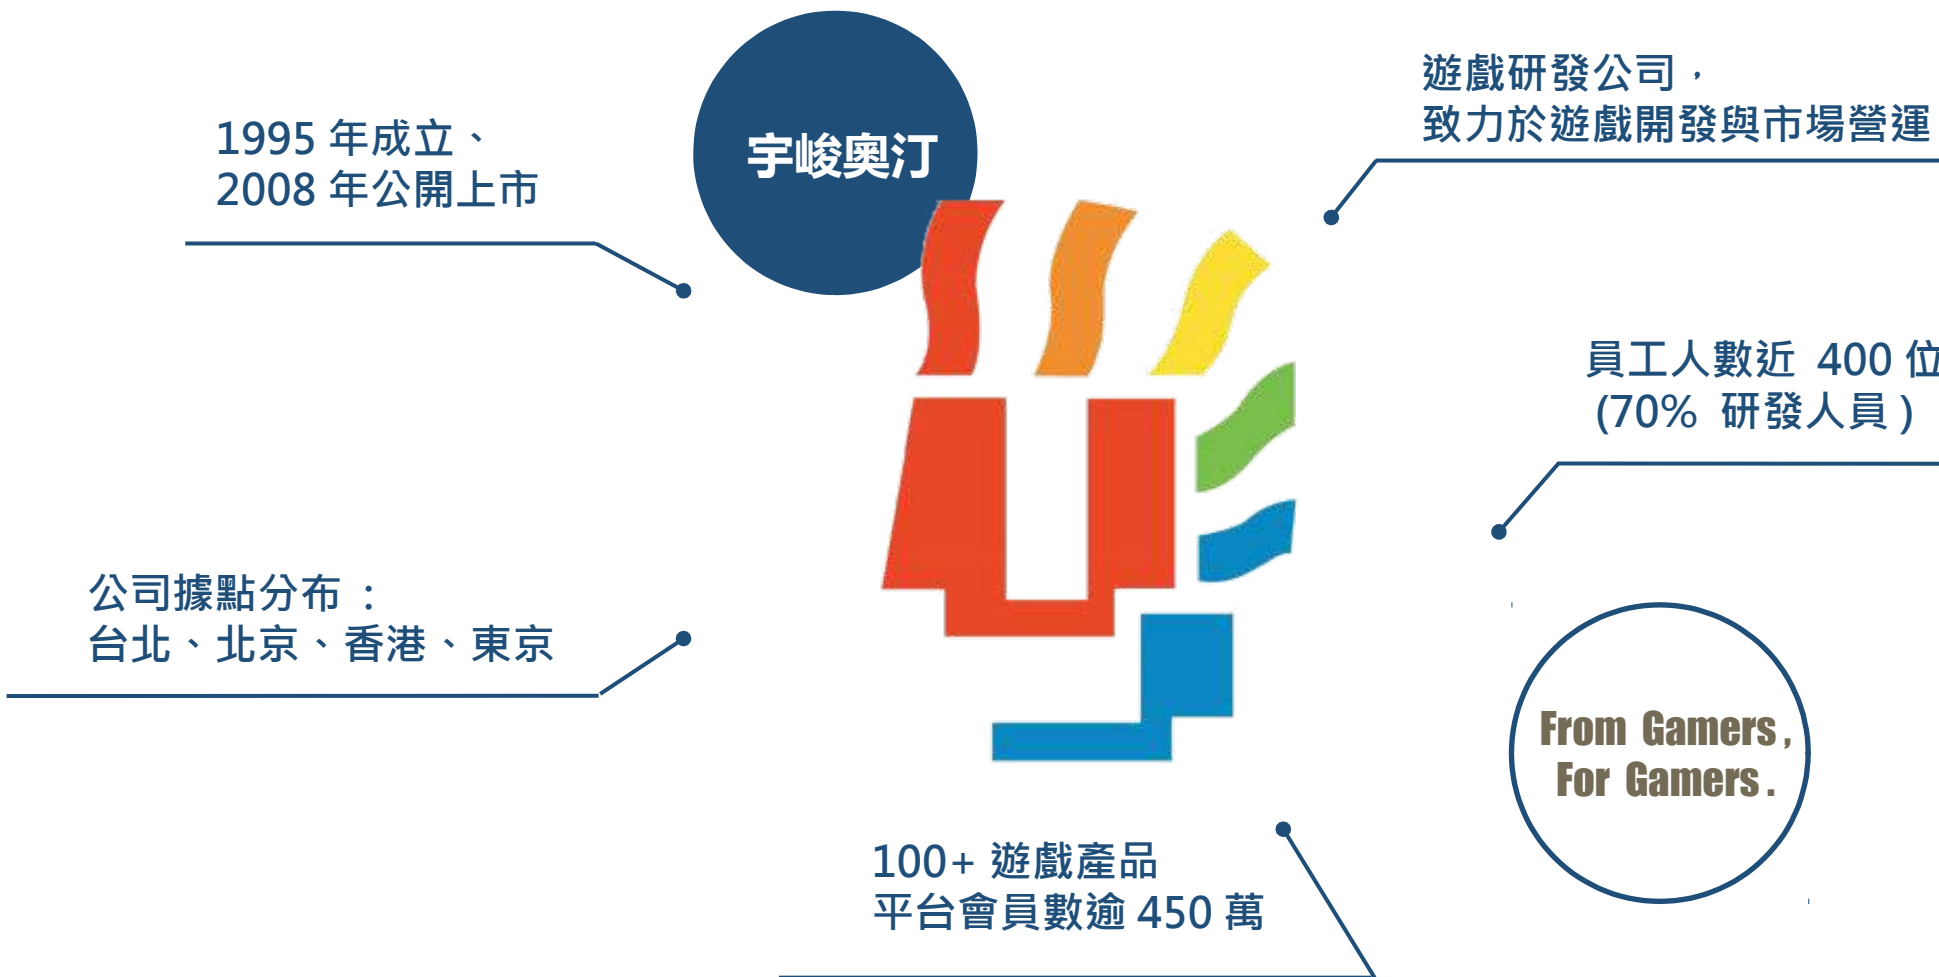 宇峻奧汀
1995 年成立、
2008 年公開上市
遊戲研發公司，
致力於遊戲開發與市場營運
員工人數近 400 位
(70% 研發人員)
公司據點分布：
台北、北京、香港、東京
From Gamers,
For Gamers.
100+ 遊戲產品
平台會員數逾 450 萬